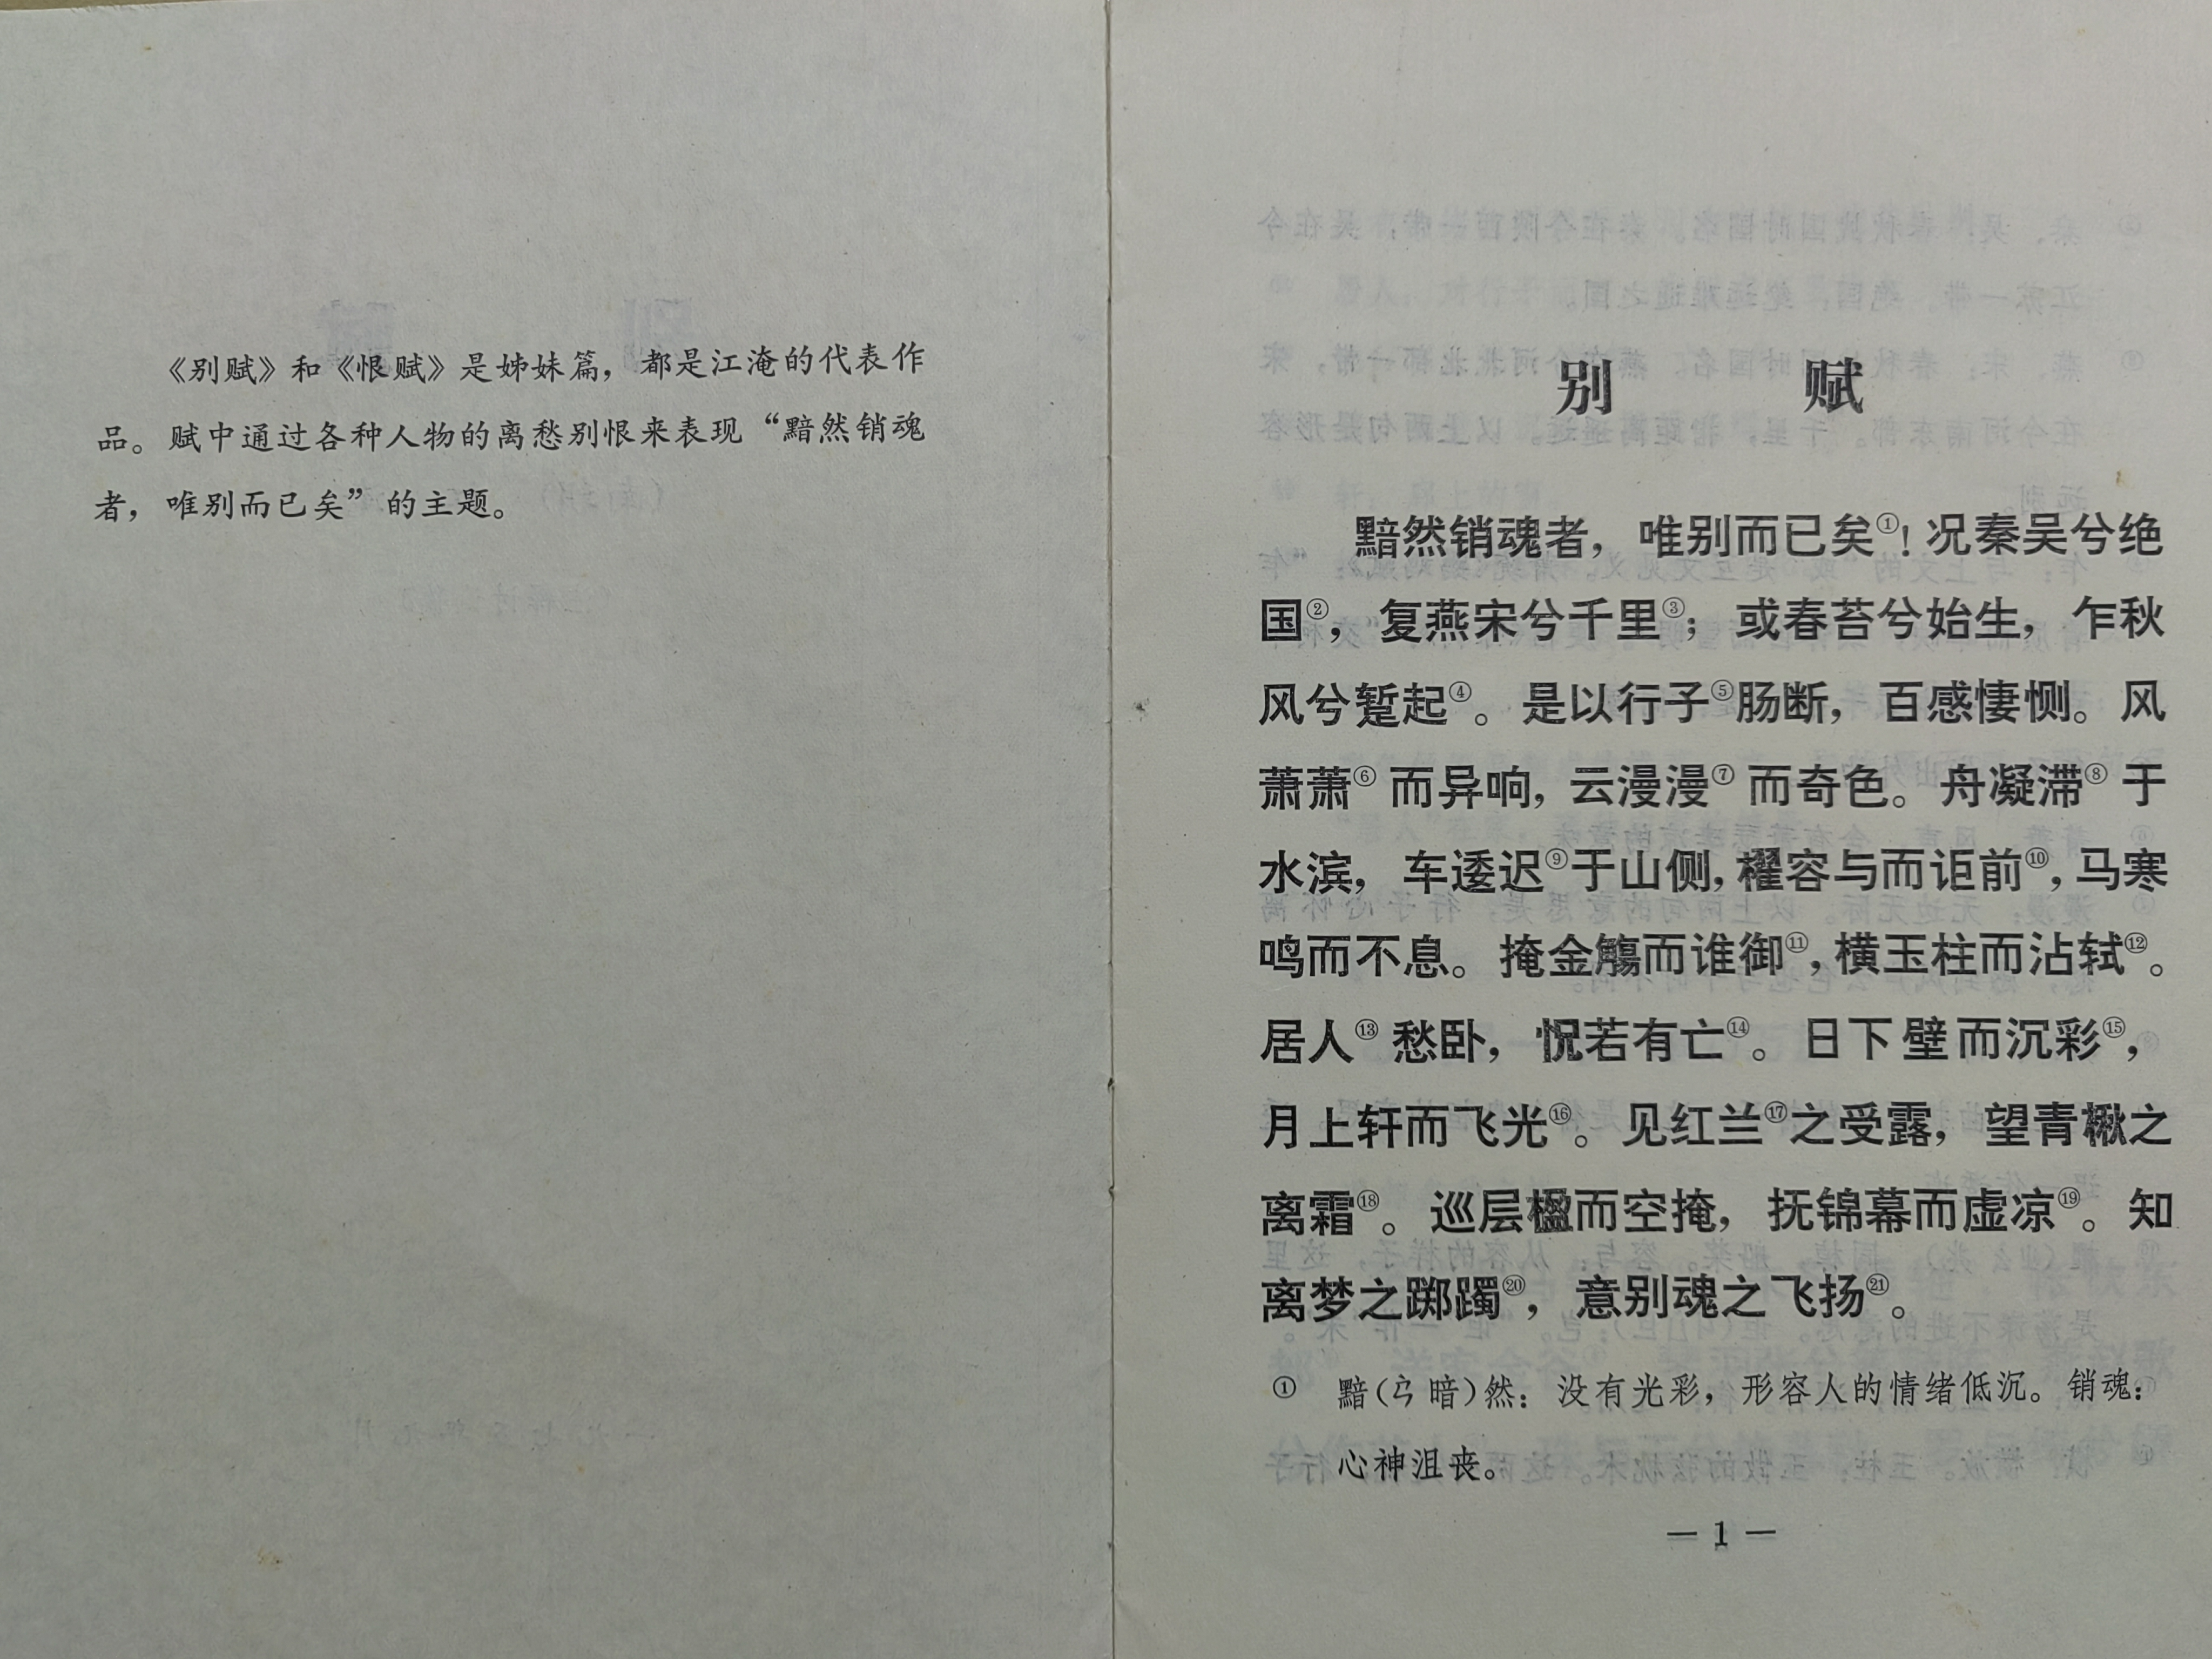 《别赋》和《恨赋》是姊妹篇，都是江淹的代表作
品。赋中通过各种人物的离愁别恨来表现“黯然销魂
者，唯别而已矣”的主题。
别 赋
黯然销魂者，唯别而已矣①！况秦吴兮绝
国②，复燕宋兮千里③；或春苔兮始生，乍秋
风兮蹔起④。是以行子⑤肠断，百感悽恻。风
萧萧⑥而异响，云漫漫⑦而奇色。舟凝滞⑧于
水滨，车逶迟⑨于山侧，櫂容与而讵前⑩，马寒
鸣而不息。掩金觞而谁御⑪，横玉柱而沾轼⑫。
居人⑬愁卧，怳若有亡⑭。日下壁而沉彩⑮，
月上轩而飞光⑯。见红兰⑰之受露，望青楸之
离霜⑱。巡层楹而空掩，抚锦幕而虚凉⑲。知
离梦之踯躅⑳，意别魂之飞扬㉑。
① 黯（ㄢ暗）然：没有光彩，形容人的情绪低沉。销魂：
心神沮丧。
— 1 —